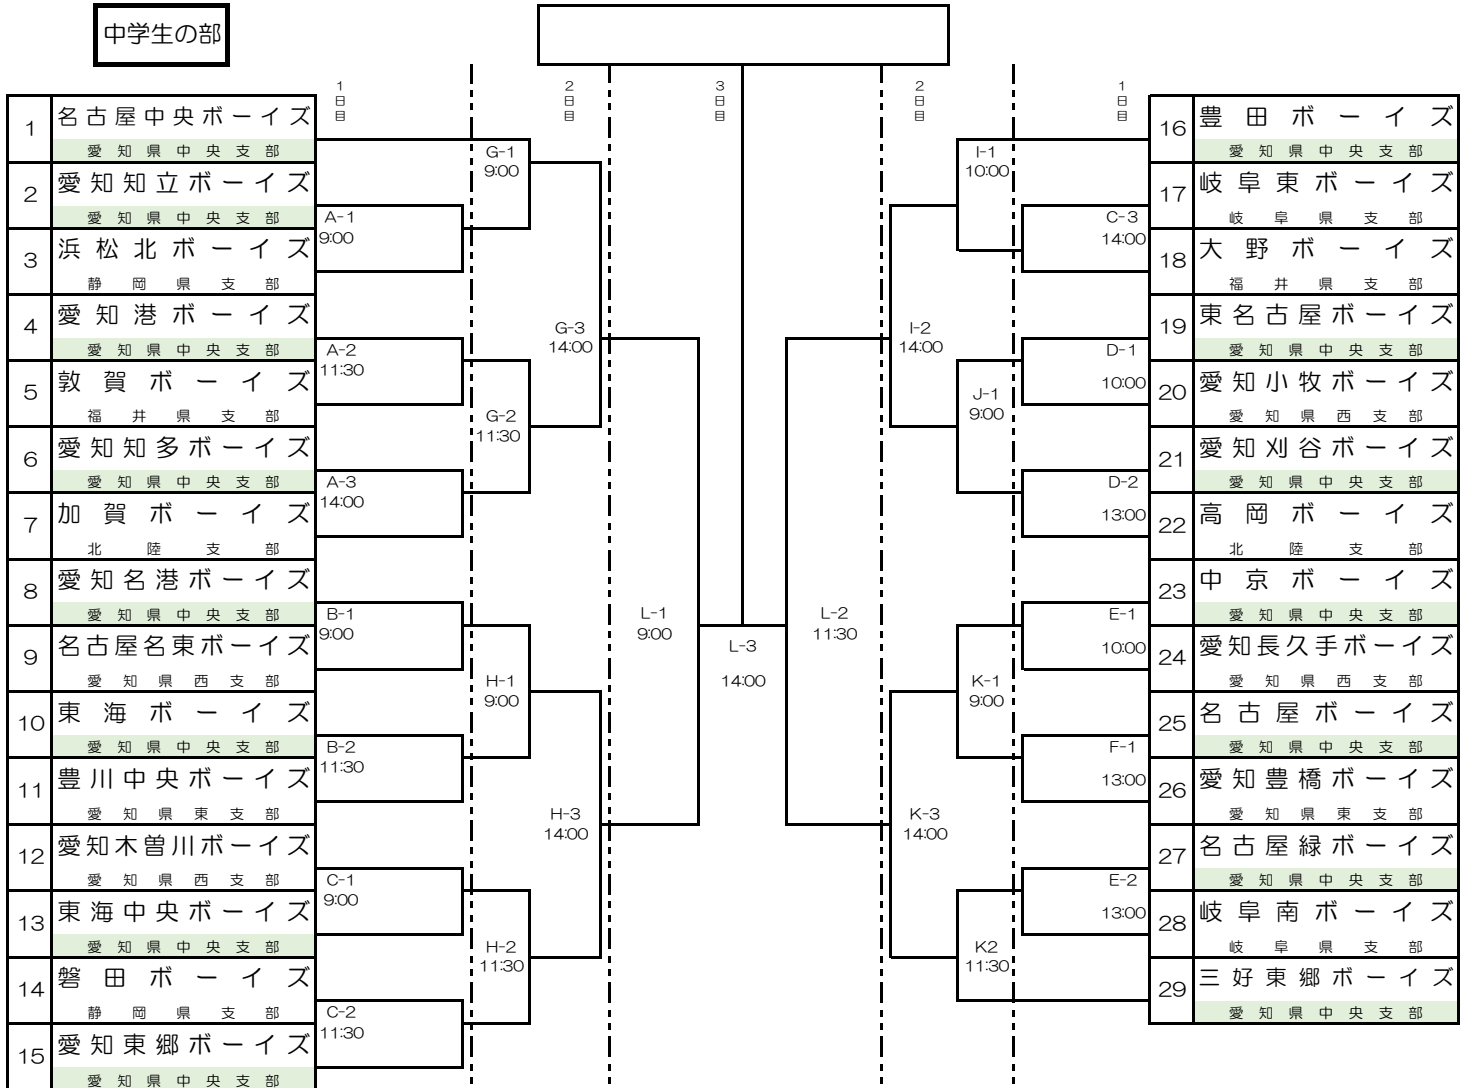 中学生の部
1日目
2日目
3日目
2日目
1日目
1 名古屋中央ボーイズ
愛知県中央支部
2 愛知知立ボーイズ
愛知県中央支部
3 浜松北ボーイズ
静岡県支部
4 愛知港ボーイズ
愛知県中央支部
5 敦賀ボーイズ
福井県支部
6 愛知知多ボーイズ
愛知県中央支部
7 加賀ボーイズ
北陸支部
8 愛知名港ボーイズ
愛知県中央支部
9 名古屋名東ボーイズ
愛知県西支部
10 東海ボーイズ
愛知県中央支部
11 豊川中央ボーイズ
愛知県東支部
12 愛知木曽川ボーイズ
愛知県西支部
13 東海中央ボーイズ
愛知県中央支部
14 磐田ボーイズ
静岡県支部
15 愛知東郷ボーイズ
愛知県中央支部
A-1
9:00
A-2
11:30
A-3
14:00
B-1
9:00
B-2
11:30
C-1
9:00
C-2
11:30
G-1
9:00
G-2
11:30
H-1
9:00
H-2
11:30
G-3
14:00
H-3
14:00
L-1
9:00
L-3
14:00
L-2
11:30
I-2
14:00
K-3
14:00
I-1
10:00
J-1
9:00
K-1
9:00
K2
11:30
C-3
14:00
D-1
10:00
D-2
13:00
E-1
10:00
F-1
13:00
E-2
13:00
16 豊田ボーイズ
愛知県中央支部
17 岐阜東ボーイズ
岐阜県支部
18 大野ボーイズ
福井県支部
19 東名古屋ボーイズ
愛知県中央支部
20 愛知小牧ボーイズ
愛知県西支部
21 愛知刈谷ボーイズ
愛知県中央支部
22 高岡ボーイズ
北陸支部
23 中京ボーイズ
愛知県中央支部
24 愛知長久手ボーイズ
愛知県西支部
25 名古屋ボーイズ
愛知県中央支部
26 愛知豊橋ボーイズ
愛知県東支部
27 名古屋緑ボーイズ
愛知県中央支部
28 岐阜南ボーイズ
岐阜県支部
29 三好東郷ボーイズ
愛知県中央支部